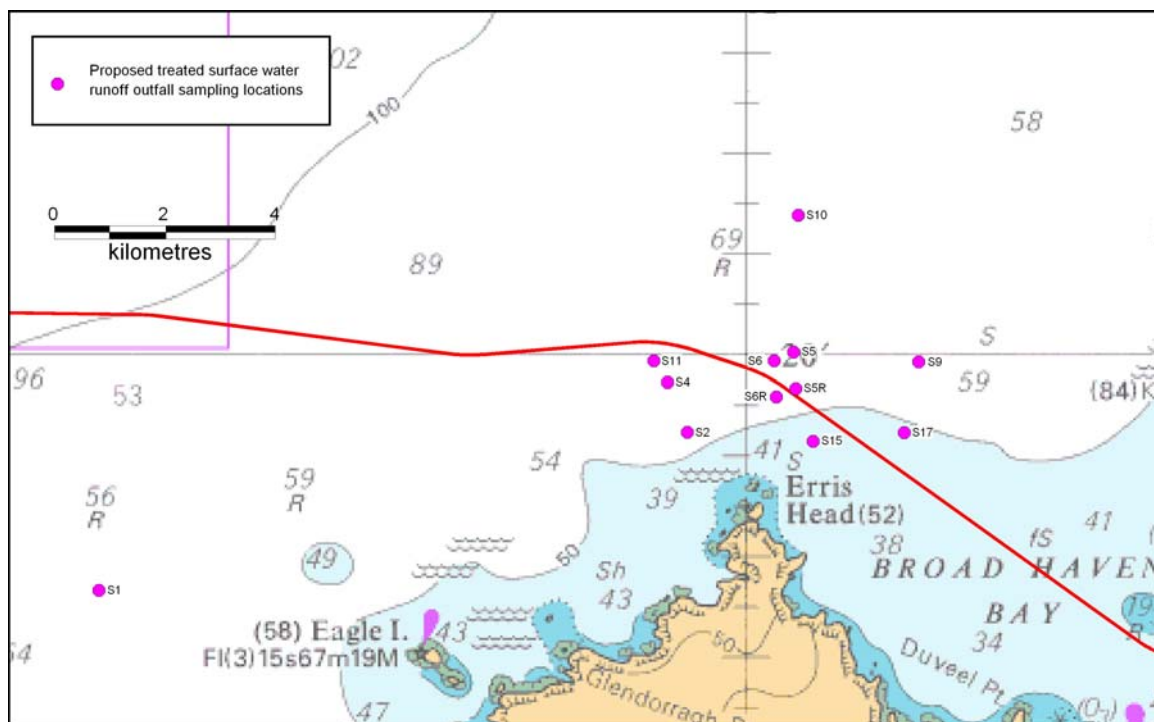 Proposed treated surface water
runoff outfall sampling locations
02
100
58
0 2 4
kilometres
S10
69
R
89
S
S5
S11
S6
20'
S9
96
53
S4
S5R
59
(84)K
S6R
S2
S15
S17
41
S
54
Erris
Head(52)
56
R
59
R
39
41
fS
38
50
49
BROAD HAVEN
BAY
S1
Sh
43
19
R
(58) Eagle I.
43
Fl(3)15s67m19M
54
50
34
Duveel Pt.
Glendorragh
47